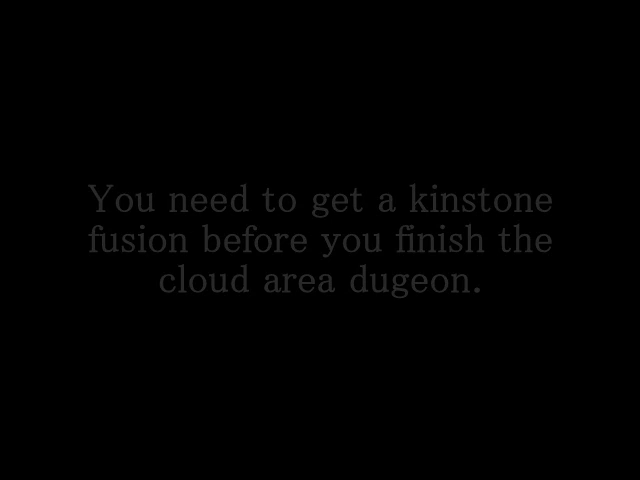 You need to get a kinstone
fusion before you finish the
cloud area dugeon.